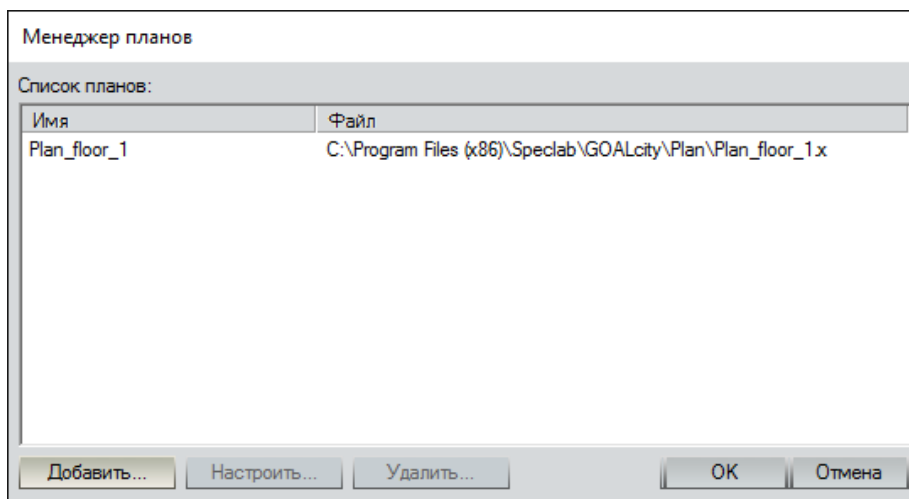 Менеджер планов
Список планов:
Имя Файл
Plan_floor_1 C:\Program Files (x86)\Speclab\GOALcity\Plan\Plan_floor_1.x
Добавить... Настроить... Удалить... OK Отмена